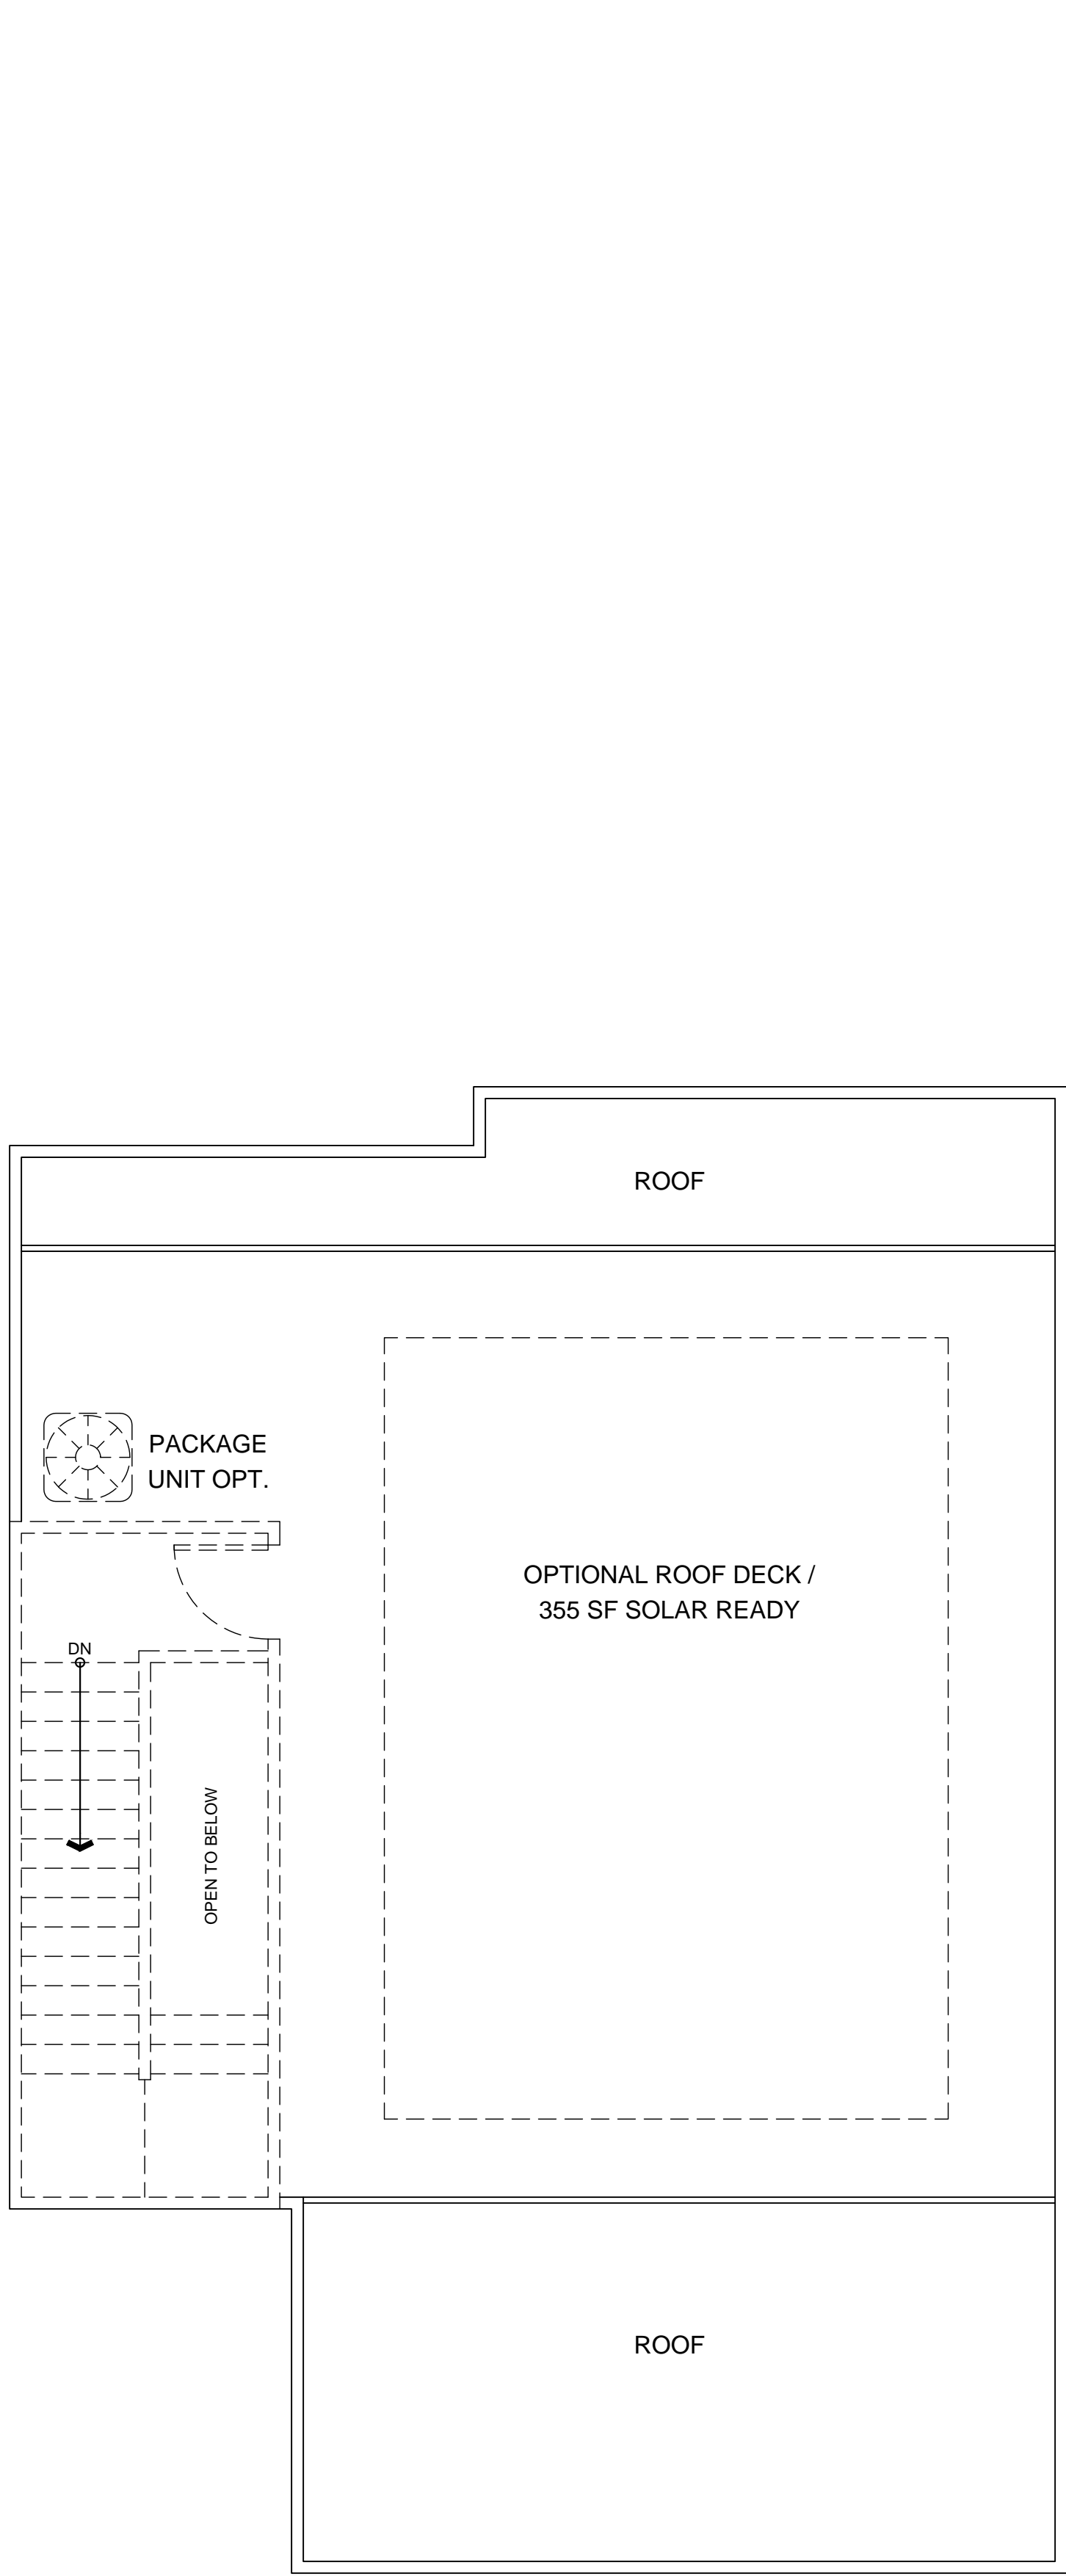 ROOF
PACKAGE
UNIT OPT.
OPTIONAL ROOF DECK /
355 SF SOLAR READY
DN
OPEN TO BELOW
ROOF